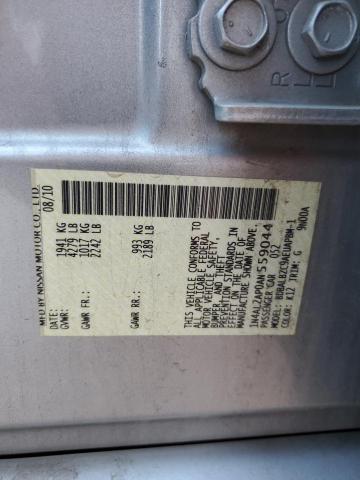 MFD BY NISSAN MOTOR CO., LTD.
08/10
GVWR: 1941 KG
4279 LB
GAWR FR: 1017 KG
2242 LB
GAWR RR: 993 KG
2189 LB
THIS VEHICLE CONFORMS TO
ALL APPLICABLE FEDERAL
MOTOR VEHICLE SAFETY,
BUMPER, AND THEFT
PREVENTION STANDARDS IN
EFFECT ON THE DATE OF
MANUFACTURE SHOWN ABOVE.
1N4AL2AP0AN559044
PASSENGER CAR 052
COLOR: K12 TRIM: G
9N00A
R
L
L